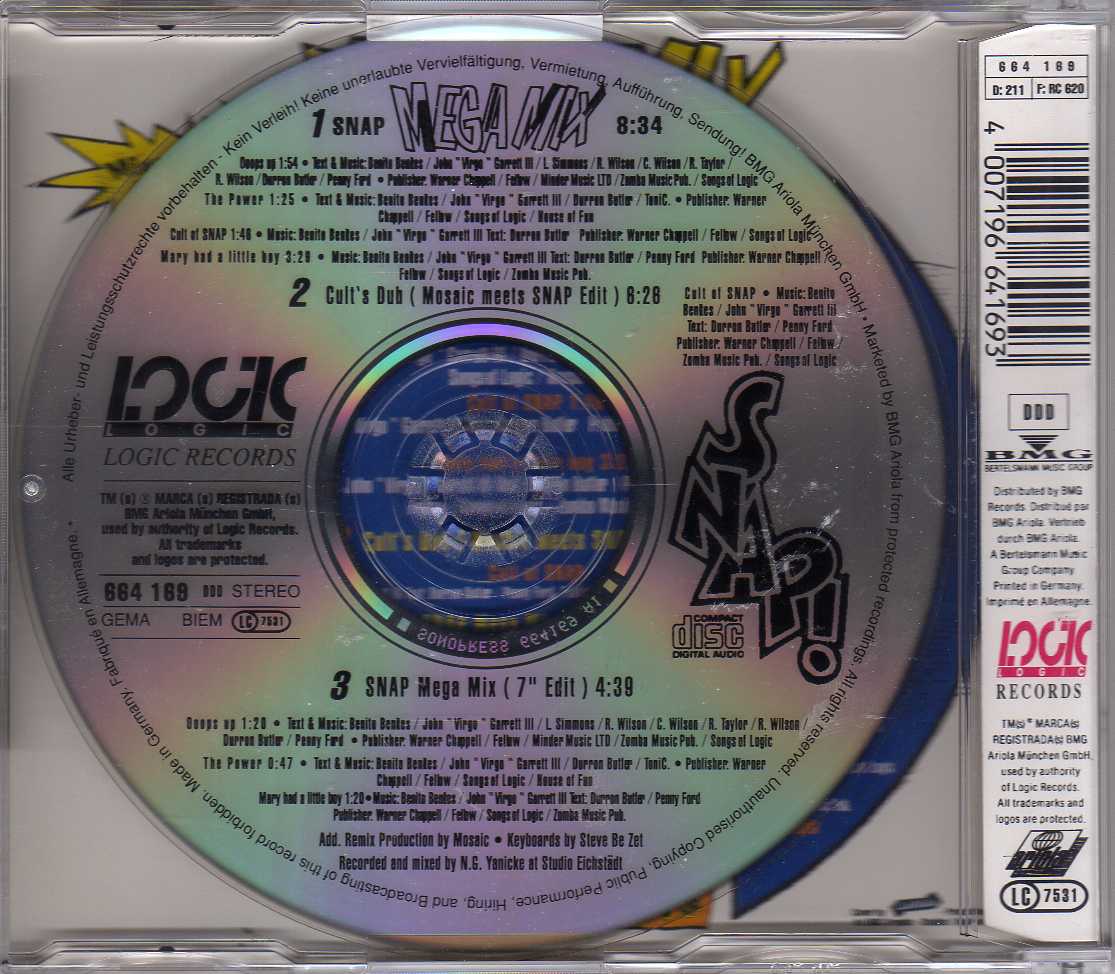 Alle Urheber- und Leistungsschutzrechte vorbehalten - Kein Verleih! Keine unerlaubte Vervielfältigung, Vermietung, Aufführung, Sendung! BMG Ariola München GmbH • Marketed by BMG Ariola from protected recordings. All rights reserved. Unauthorised Copying, Public Performance, Hiring, and Broadcasting of this record forbidden. Made in Germany. Fabriqué en Allemagne. •
1 SNAP MEGA MIX 8:34
Ooops up 1:54 • Text & Music: Benito Benites / John "Virgo" Garrett III / L. Simmons / R. Wilson / C. Wilson / R. Taylor /
R. Wilson / Durron Butler / Penny Ford • Publisher: Warner Chappell / Fellow / Minder Music LTD / Zomba Music Pub. / Songs of Logic
The Power 1:25 • Text & Music: Benito Benites / John "Virgo" Garrett III / Durron Butler / ToniC. • Publisher: Warner
Chappell / Fellow / Songs of Logic / House of Fun
Cult of SNAP 1:46 • Music: Benito Benites / John "Virgo" Garrett III Text: Durron Butler Publisher: Warner Chappell / Fellow / Songs of Logic
Mary had a little boy 3:29 • Music: Benito Benites / John "Virgo" Garrett III Text: Durron Butler / Penny Ford Publisher: Warner Chappell /
Fellow / Songs of Logic / Zomba Music Pub.
2 Cult's Dub ( Mosaic meets SNAP Edit ) 6:26
Cult of SNAP • Music: Benito
Benites / John "Virgo" Garrett III
Text: Durron Butler / Penny Ford
Publisher: Warner Chappell / Fellow /
Zomba Music Pub. / Songs of Logic
LOGIC
LOGIC
LOGIC RECORDS
TM (s) ® MARCA (s) REGISTRADA (s)
BMG Ariola München GmbH,
used by authority of Logic Records.
All trademarks
and logos are protected.
664 169 DDD STEREO
GEMA BIEM LC 7531
SNAP!
COMPACT
disc
DIGITAL AUDIO
SONOPRESS 664169 A1
3 SNAP Mega Mix ( 7" Edit ) 4:39
Ooops up 1:20 • Text & Music: Benito Benites / John "Virgo" Garrett III / L. Simmons / R. Wilson / C. Wilson / R. Taylor / R. Wilson /
Durron Butler / Penny Ford • Publisher: Warner Chappell / Fellow / Minder Music LTD / Zomba Music Pub. / Songs of Logic
The Power 0:47 • Text & Music: Benito Benites / John "Virgo" Garrett III / Durron Butler / ToniC. • Publisher: Warner
Chappell / Fellow / Songs of Logic / House of Fun
Mary had a little boy 1:20 • Music: Benito Benites / John "Virgo" Garrett III Text: Durron Butler / Penny Ford
Publisher: Warner Chappell / Fellow / Songs of Logic / Zomba Music Pub.
Add. Remix Production by Mosaic • Keyboards by Steve Be Zet
Recorded and mixed by N.G. Yanicke at Studio Eichstädt
664 169
D: 211 F: RC 620
4 007196 641693
DDD
BMG
BERTELSMANN MUSIC GROUP
Distributed by BMG
Records. Distribué par
BMG Ariola. Vertrieb
durch BMG Ariola.
A Bertelsmann Music
Group Company
Printed in Germany.
Imprimé en Allemagne
LOGIC
LOGIC
RECORDS
TM(s) ® MARCA(s)
REGISTRADA(s) BMG
Ariola München GmbH,
used by authority
of Logic Records.
All trademarks and
logos are protected.
ariola
LC 7531